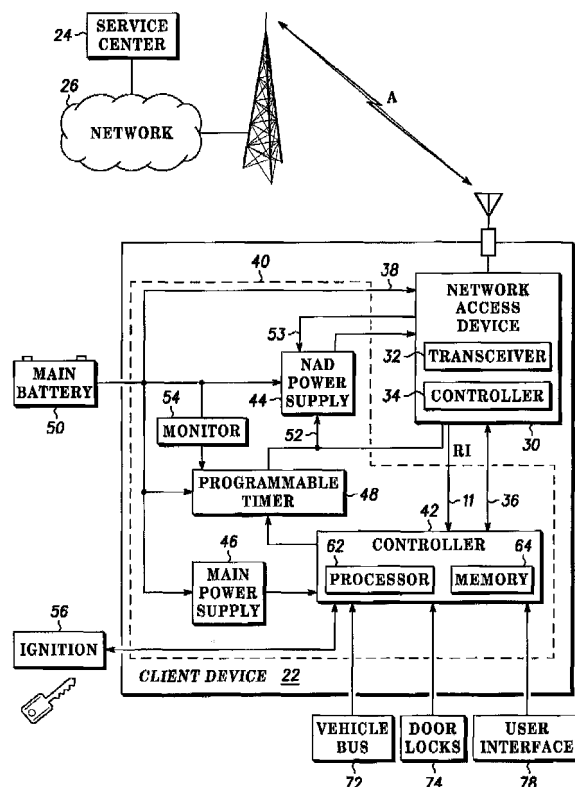 24
SERVICE
CENTER
26
NETWORK
A
40
38
NETWORK
ACCESS
DEVICE
53
32
TRANSCEIVER
MAIN
BATTERY
50
NAD
POWER
SUPPLY
44
34
CONTROLLER
30
54
MONITOR
52
RI
PROGRAMMABLE
TIMER
48
11
36
42
CONTROLLER
46
MAIN
POWER
SUPPLY
62
PROCESSOR
64
MEMORY
56
IGNITION
CLIENT DEVICE 22
VEHICLE
BUS
72
DOOR
LOCKS
74
USER
INTERFACE
78